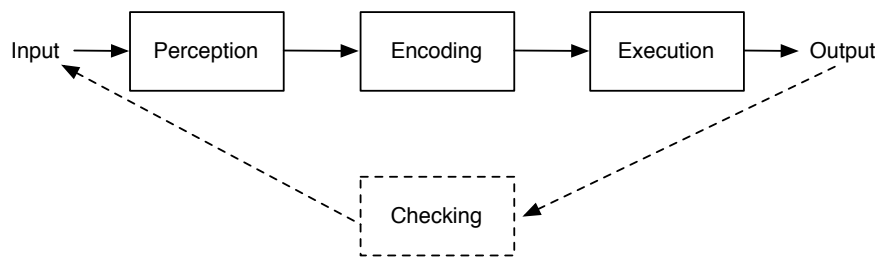 Input
Perception
Encoding
Execution
Output
Checking